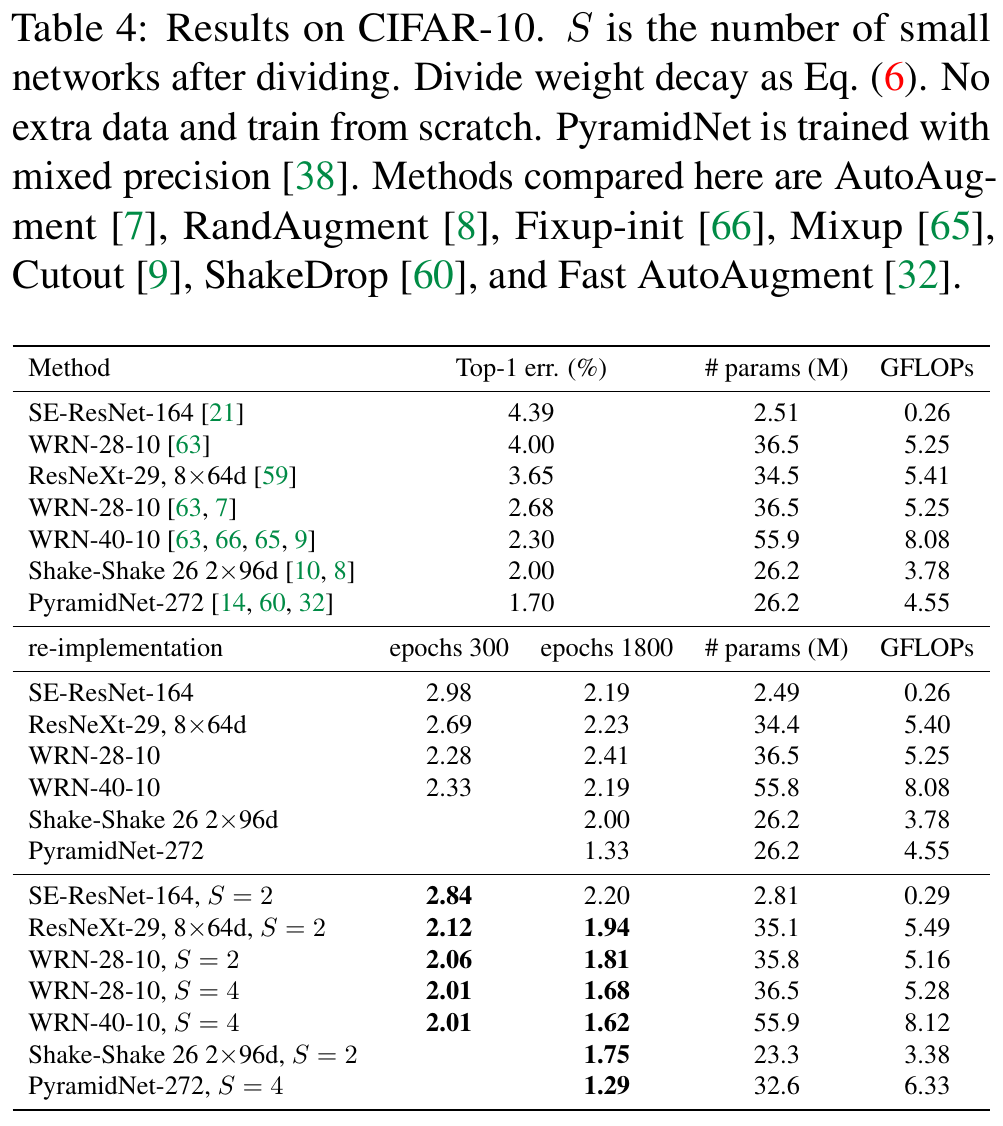 Table 4: Results on CIFAR-10. S is the number of small
networks after dividing. Divide weight decay as Eq. (6). No
extra data and train from scratch. PyramidNet is trained with
mixed precision [38]. Methods compared here are AutoAug-
ment [7], RandAugment [8], Fixup-init [66], Mixup [65],
Cutout [9], ShakeDrop [60], and Fast AutoAugment [32].
Method Top-1 err. (%) # params (M) GFLOPs
SE-ResNet-164 [21] 4.39 2.51 0.26
WRN-28-10 [63] 4.00 36.5 5.25
ResNeXt-29, 8×64d [59] 3.65 34.5 5.41
WRN-28-10 [63, 7] 2.68 36.5 5.25
WRN-40-10 [63, 66, 65, 9] 2.30 55.9 8.08
Shake-Shake 26 2×96d [10, 8] 2.00 26.2 3.78
PyramidNet-272 [14, 60, 32] 1.70 26.2 4.55
re-implementation epochs 300 epochs 1800 # params (M) GFLOPs
SE-ResNet-164 2.98 2.19 2.49 0.26
ResNeXt-29, 8×64d 2.69 2.23 34.4 5.40
WRN-28-10 2.28 2.41 36.5 5.25
WRN-40-10 2.33 2.19 55.8 8.08
Shake-Shake 26 2×96d 2.00 26.2 3.78
PyramidNet-272 1.33 26.2 4.55
SE-ResNet-164, S = 2 2.84 2.20 2.81 0.29
ResNeXt-29, 8×64d, S = 2 2.12 1.94 35.1 5.49
WRN-28-10, S = 2 2.06 1.81 35.8 5.16
WRN-28-10, S = 4 2.01 1.68 36.5 5.28
WRN-40-10, S = 4 2.01 1.62 55.9 8.12
Shake-Shake 26 2×96d, S = 2 1.75 23.3 3.38
PyramidNet-272, S = 4 1.29 32.6 6.33